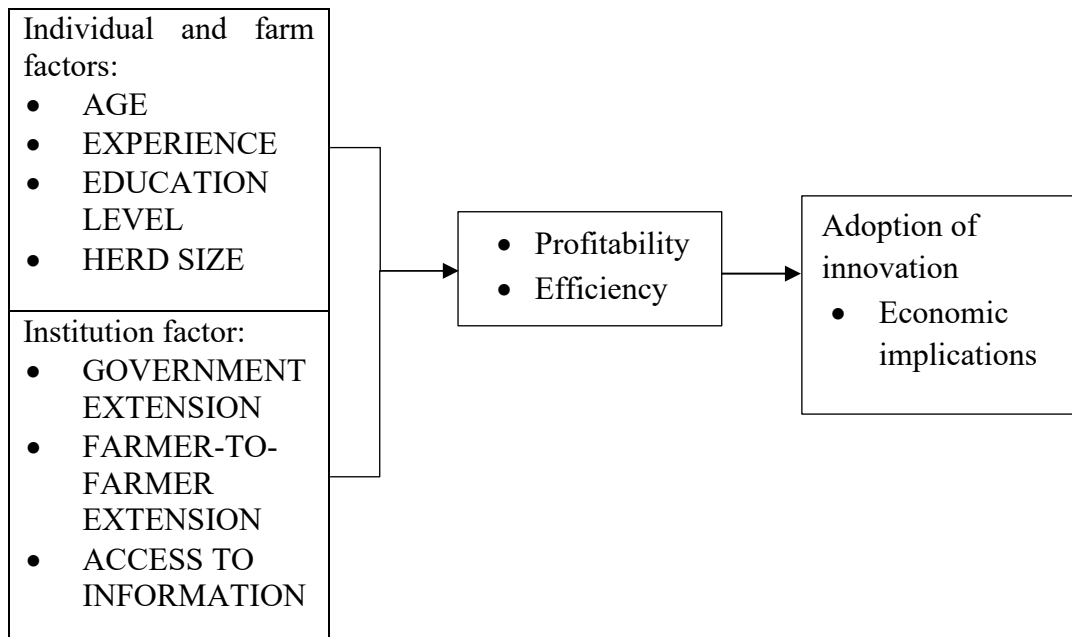 Individual and farm
factors:
• AGE
• EXPERIENCE
• EDUCATION
LEVEL
• HERD SIZE
Institution factor:
• GOVERNMENT
EXTENSION
• FARMER-TO-
FARMER
EXTENSION
• ACCESS TO
INFORMATION
• Profitability
• Efficiency
Adoption of
innovation
• Economic
implications